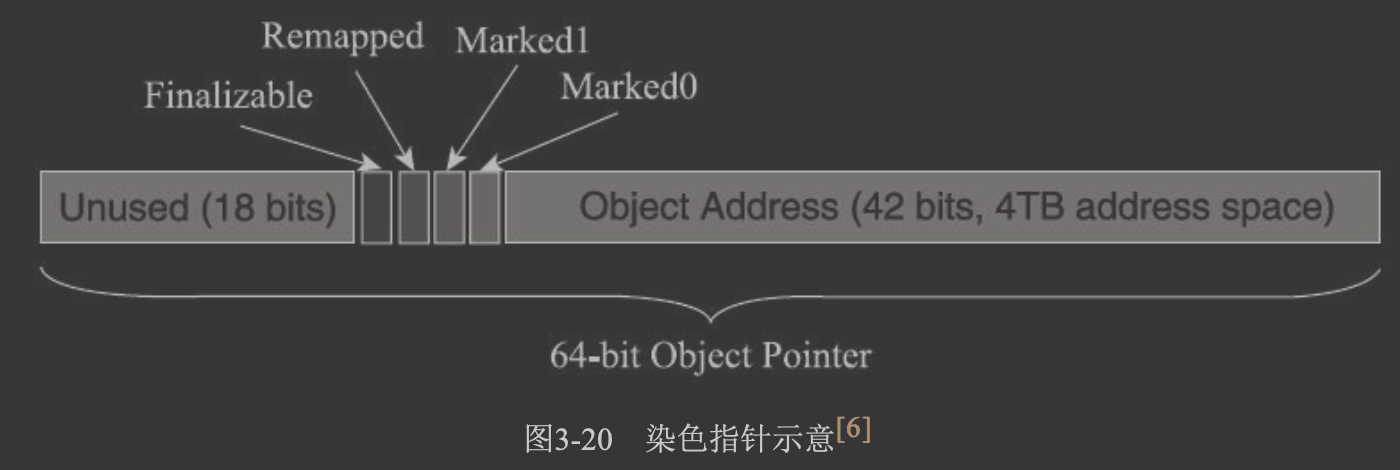 Remapped
Marked1
Finalizable
Marked0
Unused (18 bits)
Object Address (42 bits, 4TB address space)
64-bit Object Pointer
图3-20 染色指针示意[6]